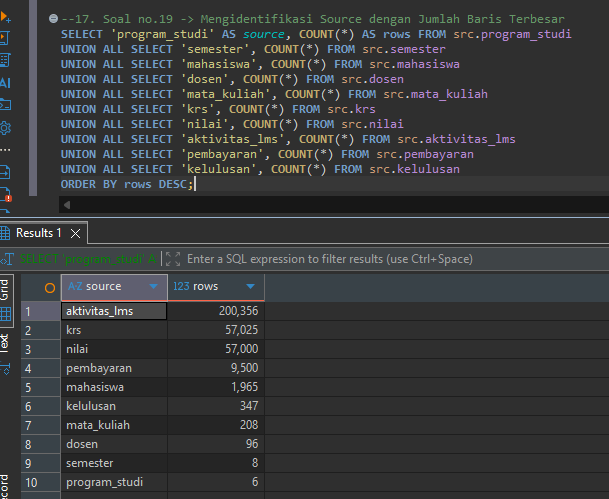 --17. Soal no.19 -> Mengidentifikasi Source dengan Jumlah Baris Terbesar
SELECT 'program_studi' AS source, COUNT(*) AS rows FROM src.program_studi
UNION ALL SELECT 'semester', COUNT(*) FROM src.semester
UNION ALL SELECT 'mahasiswa', COUNT(*) FROM src.mahasiswa
UNION ALL SELECT 'dosen', COUNT(*) FROM src.dosen
UNION ALL SELECT 'mata_kuliah', COUNT(*) FROM src.mata_kuliah
UNION ALL SELECT 'krs', COUNT(*) FROM src.krs
UNION ALL SELECT 'nilai', COUNT(*) FROM src.nilai
UNION ALL SELECT 'aktivitas_lms', COUNT(*) FROM src.aktivitas_lms
UNION ALL SELECT 'pembayaran', COUNT(*) FROM src.pembayaran
UNION ALL SELECT 'kelulusan', COUNT(*) FROM src.kelulusan
ORDER BY rows DESC;
AI
Results 1
SELECT 'program_studi' A
Enter a SQL expression to filter results (use Ctrl+Space)
Grid
Text
A-Z source 123 rows
1 aktivitas_lms 200,356
2 krs 57,025
3 nilai 57,000
4 pembayaran 9,500
5 mahasiswa 1,965
6 kelulusan 347
7 mata_kuliah 208
8 dosen 96
9 semester 8
10 program_studi 6